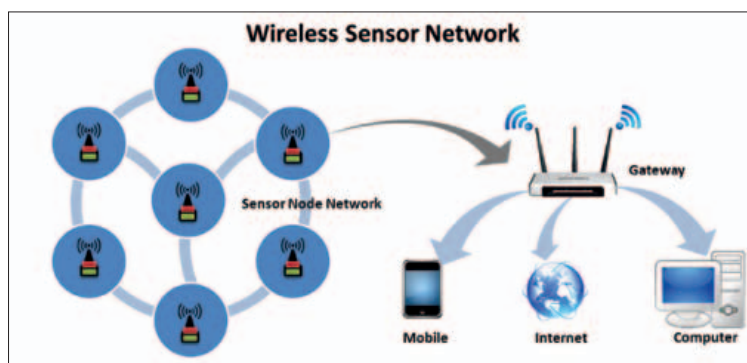 Wireless Sensor Network
Gateway
Sensor Node Network
Mobile
Internet
Computer